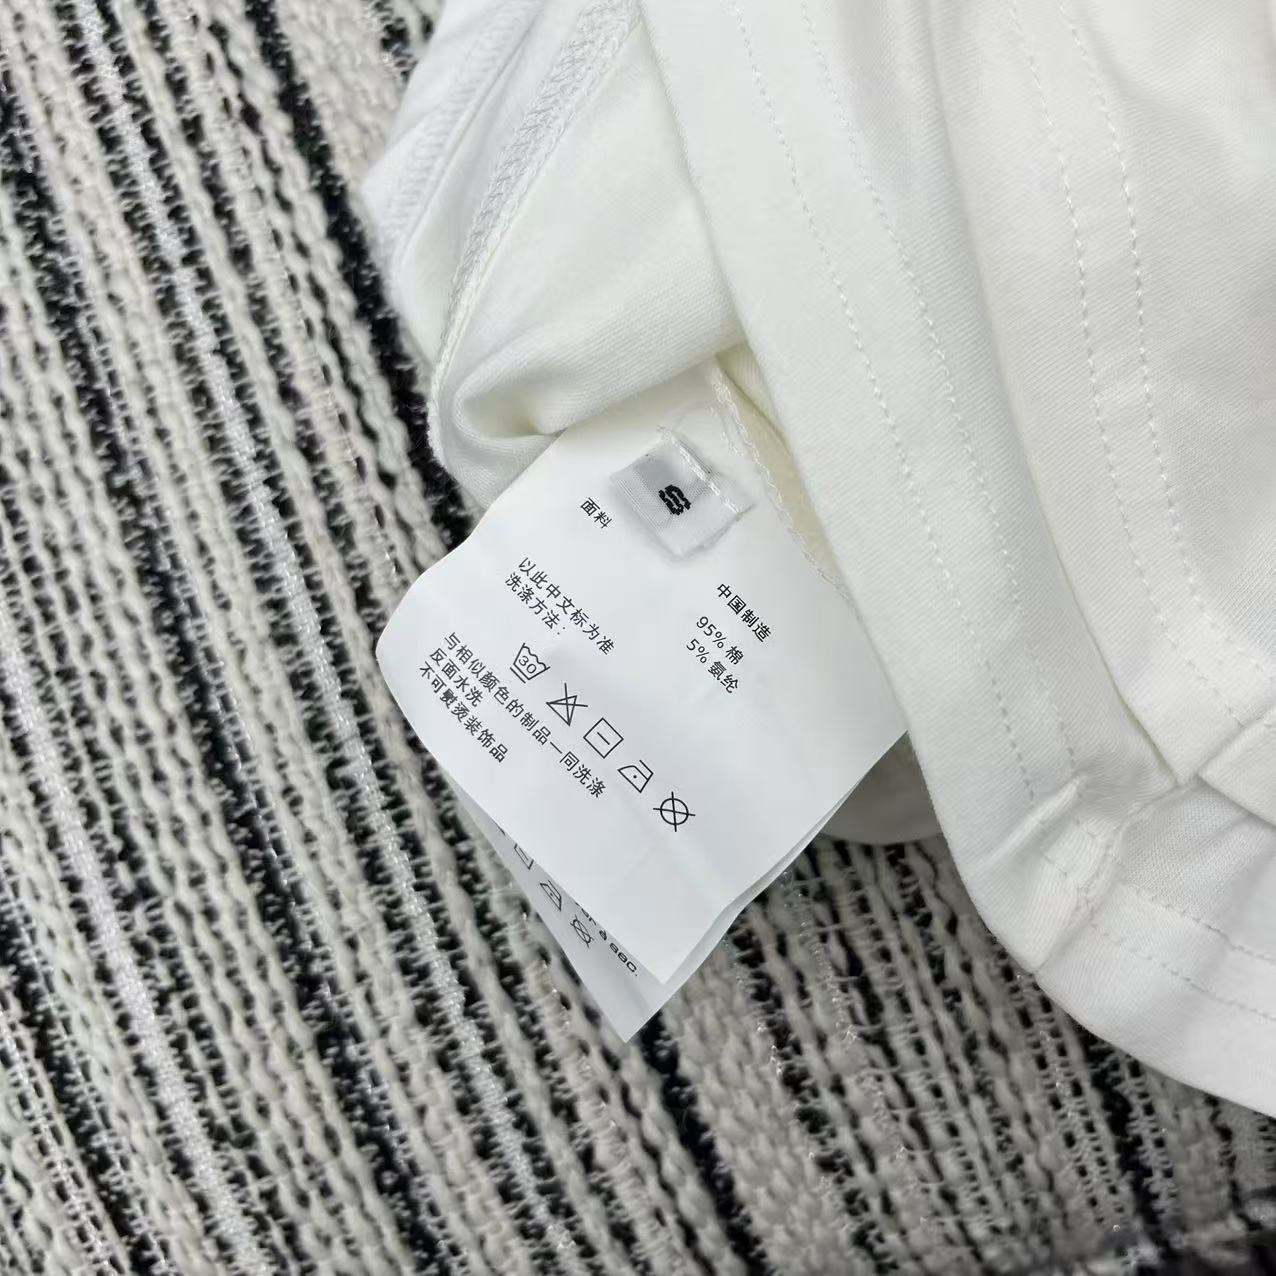 S
面料
中国制造
95% 棉
5% 氨纶
以此中文标为准
洗涤方法：
30
与相似颜色的制品一同洗涤
反面水洗
不可熨烫装饰品
à sec.